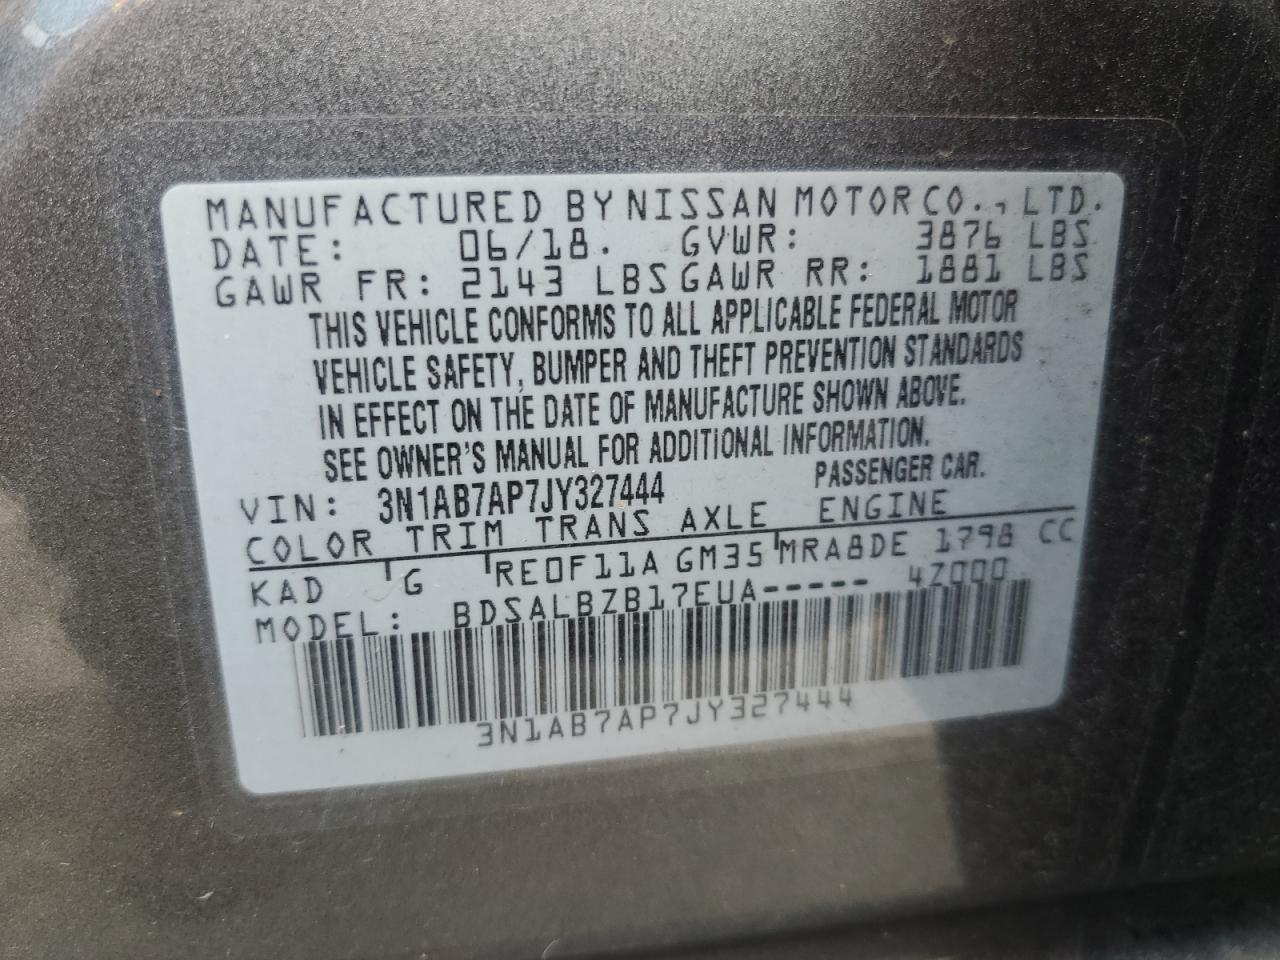 MANUFACTURED BY NISSAN MOTOR CO., LTD.
DATE: 06/18. GVWR: 3876 LBS
GAWR FR: 2143 LBS GAWR RR: 1881 LBS
THIS VEHICLE CONFORMS TO ALL APPLICABLE FEDERAL MOTOR
VEHICLE SAFETY, BUMPER AND THEFT PREVENTION STANDARDS
IN EFFECT ON THE DATE OF MANUFACTURE SHOWN ABOVE.
SEE OWNER'S MANUAL FOR ADDITIONAL INFORMATION.
VIN: 3N1AB7AP7JY327444 PASSENGER CAR.
COLOR TRIM TRANS AXLE ENGINE
KAD G RE0F11A GM35 MRA8DE 1798 CC
MODEL: BDSALBZB17EUA----- 4Z000
3N1AB7AP7JY327444